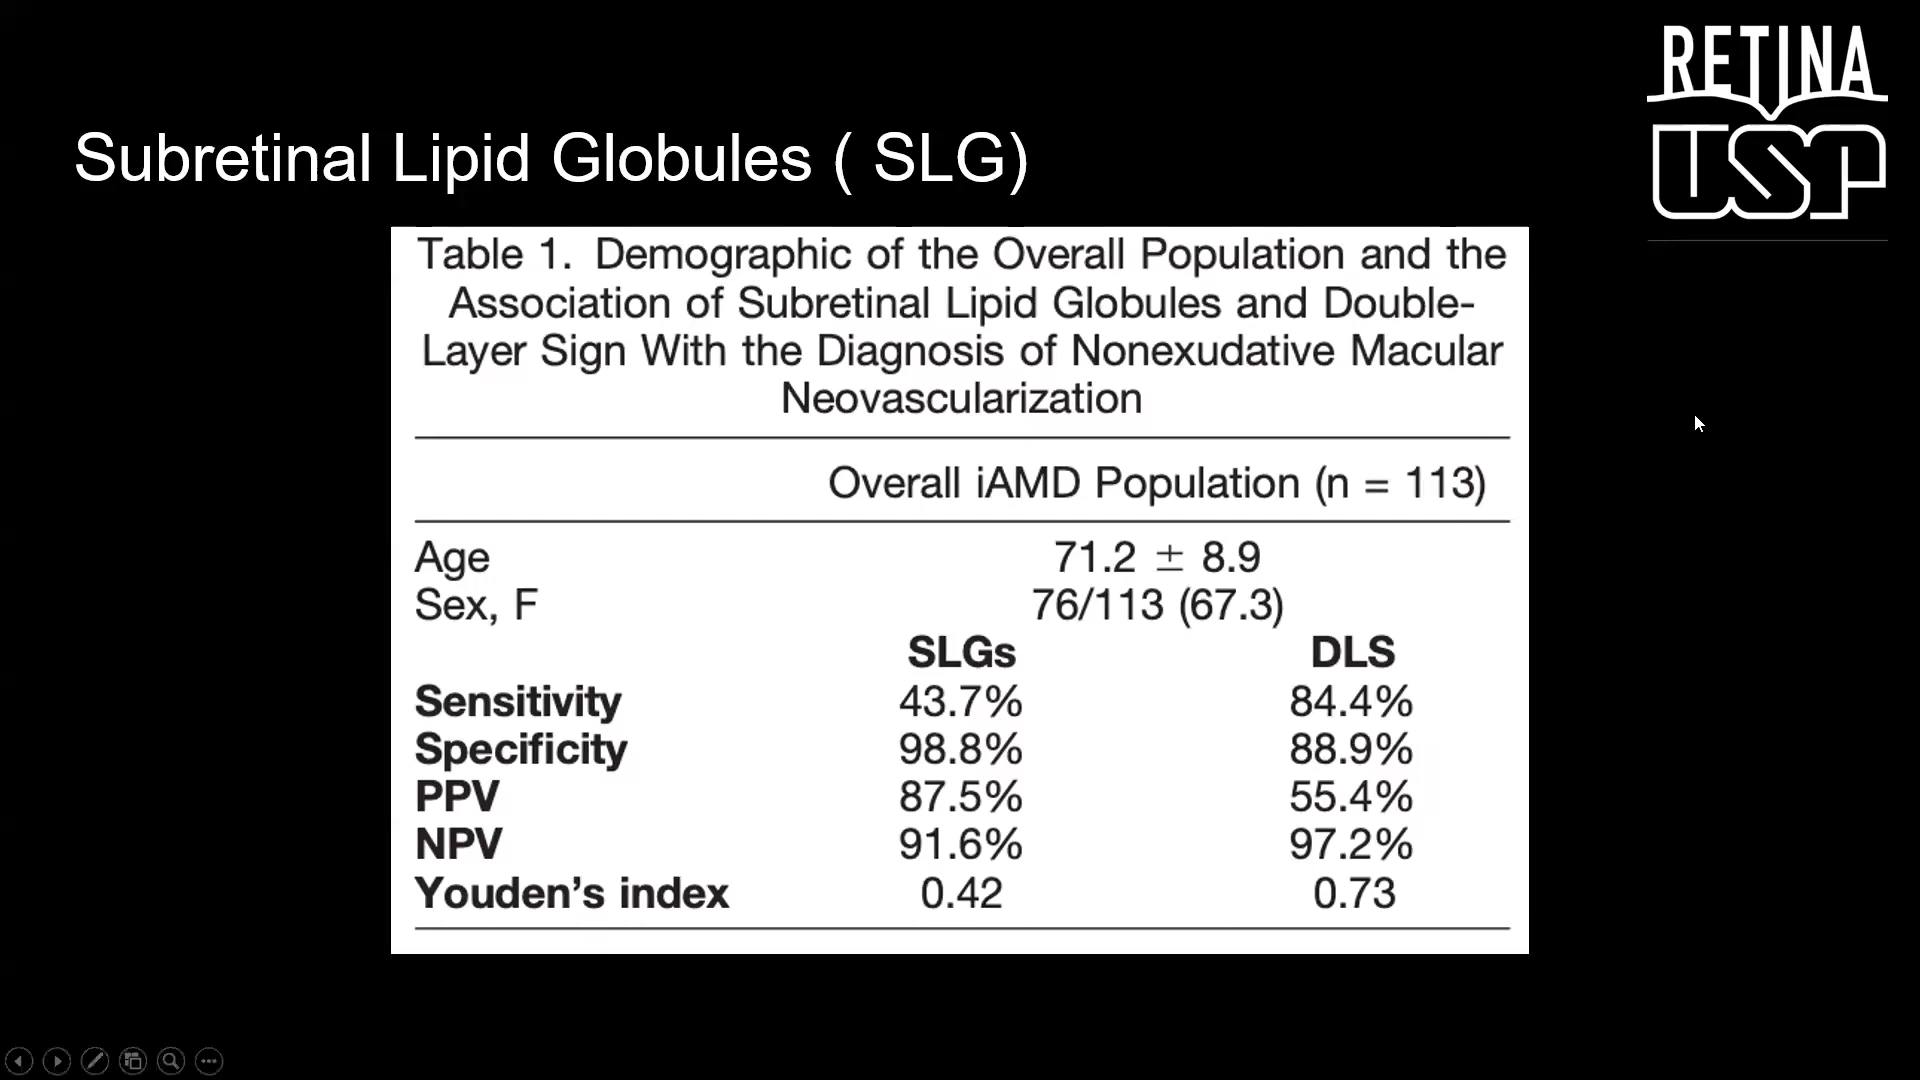 RETINA
USP
Subretinal Lipid Globules ( SLG)
Table 1. Demographic of the Overall Population and the
Association of Subretinal Lipid Globules and Double-
Layer Sign With the Diagnosis of Nonexudative Macular
Neovascularization
Overall iAMD Population (n = 113)
Age 71.2 ± 8.9
Sex, F 76/113 (67.3)
SLGs DLS
Sensitivity 43.7% 84.4%
Specificity 98.8% 88.9%
PPV 87.5% 55.4%
NPV 91.6% 97.2%
Youden’s index 0.42 0.73